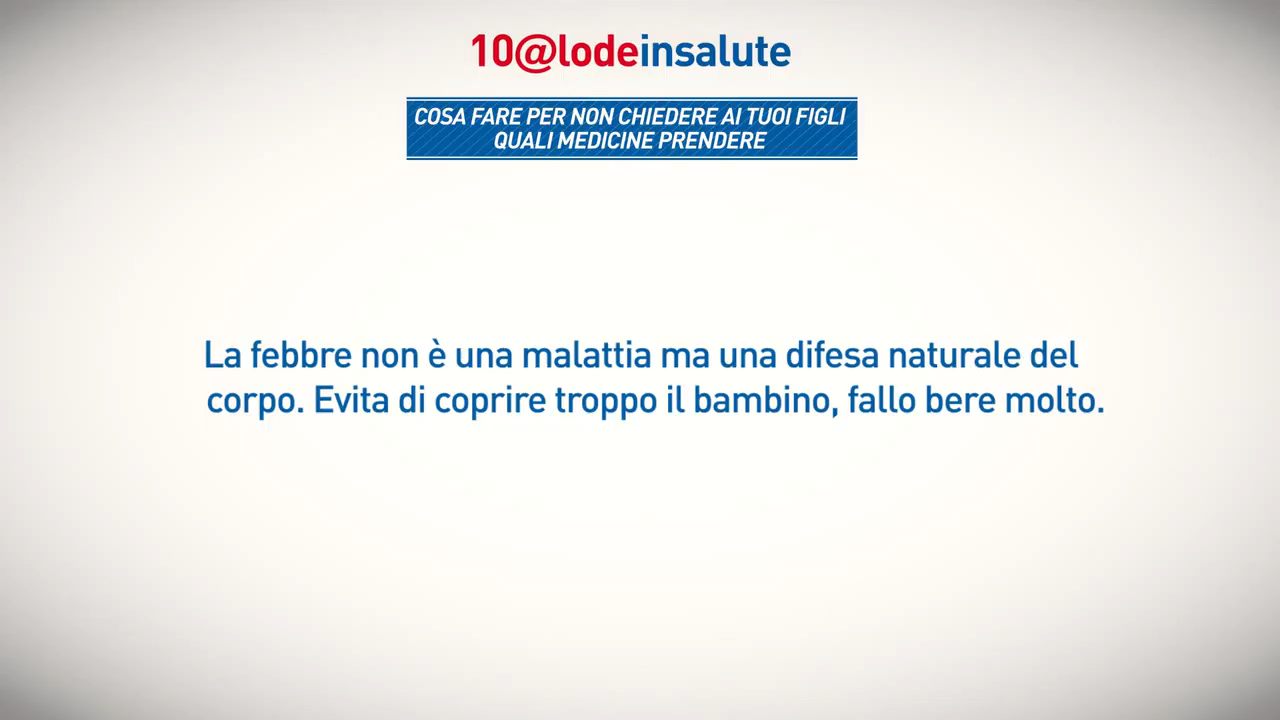 10@lodeinsalute
COSA FARE PER NON CHIEDERE AI TUOI FIGLI
QUALI MEDICINE PRENDERE
La febbre non è una malattia ma una difesa naturale del
corpo. Evita di coprire troppo il bambino, fallo bere molto.